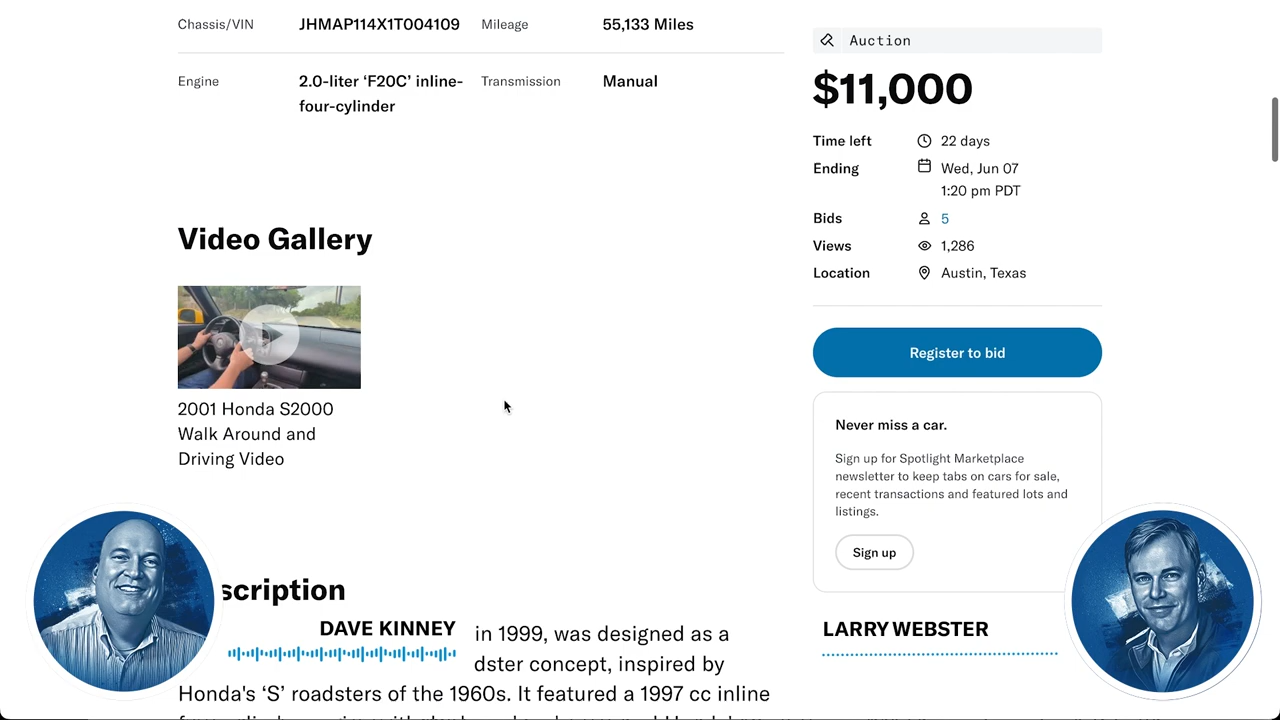 Chassis/VIN JHMAP114X1T004109 Mileage 55,133 Miles
Engine 2.0-liter ‘F20C’ inline- Transmission Manual
four-cylinder
Video Gallery
2001 Honda S2000
Walk Around and
Driving Video
scription
DAVE KINNEY in 1999, was designed as a
dster concept, inspired by
Honda's ‘S’ roadsters of the 1960s. It featured a 1997 cc inline
Auction
$11,000
Time left 22 days
Ending Wed, Jun 07
1:20 pm PDT
Bids 5
Views 1,286
Location Austin, Texas
Register to bid
Never miss a car.
Sign up for Spotlight Marketplace
newsletter to keep tabs on cars for sale,
recent transactions and featured lots and
listings.
Sign up
LARRY WEBSTER